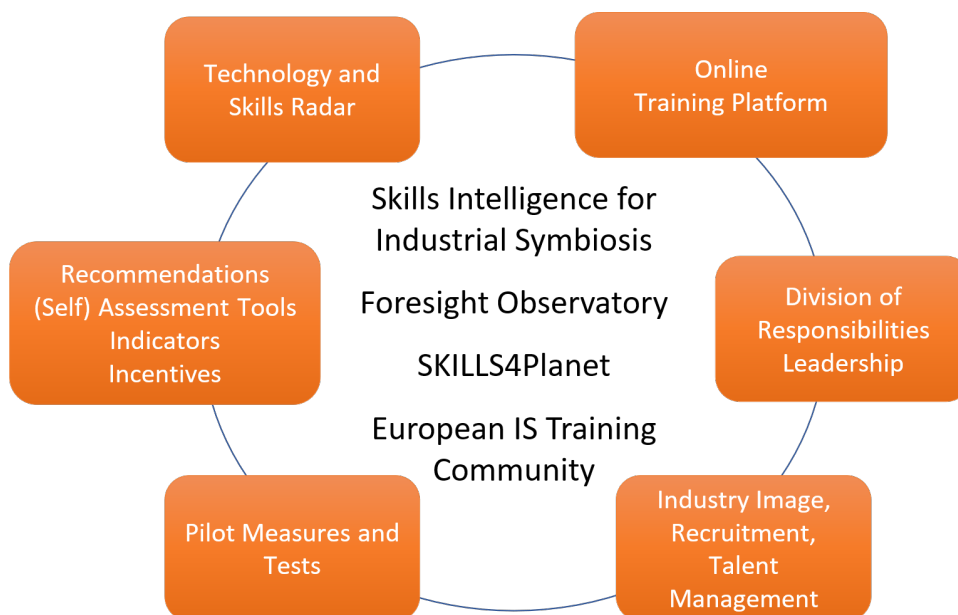 Technology and
Skills Radar
Online
Training Platform
Skills Intelligence for
Industrial Symbiosis
Foresight Observatory
SKILLS4Planet
European IS Training
Community
Recommendations
(Self) Assessment Tools
Indicators
Incentives
Division of
Responsibilities
Leadership
Pilot Measures and
Tests
Industry Image,
Recruitment,
Talent
Management